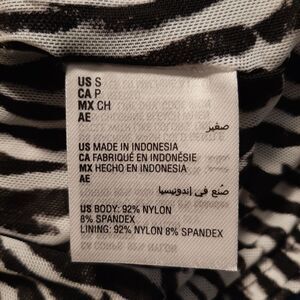 US S
CA P
MX CH
AE
صغير
US MADE IN INDONESIA
CA FABRIQUÉ EN INDONÉSIE
MX HECHO EN INDONESIA
AE
صنع في إندونيسيا
US BODY: 92% NYLON
8% SPANDEX
LINING: 92% NYLON 8% SPANDEX